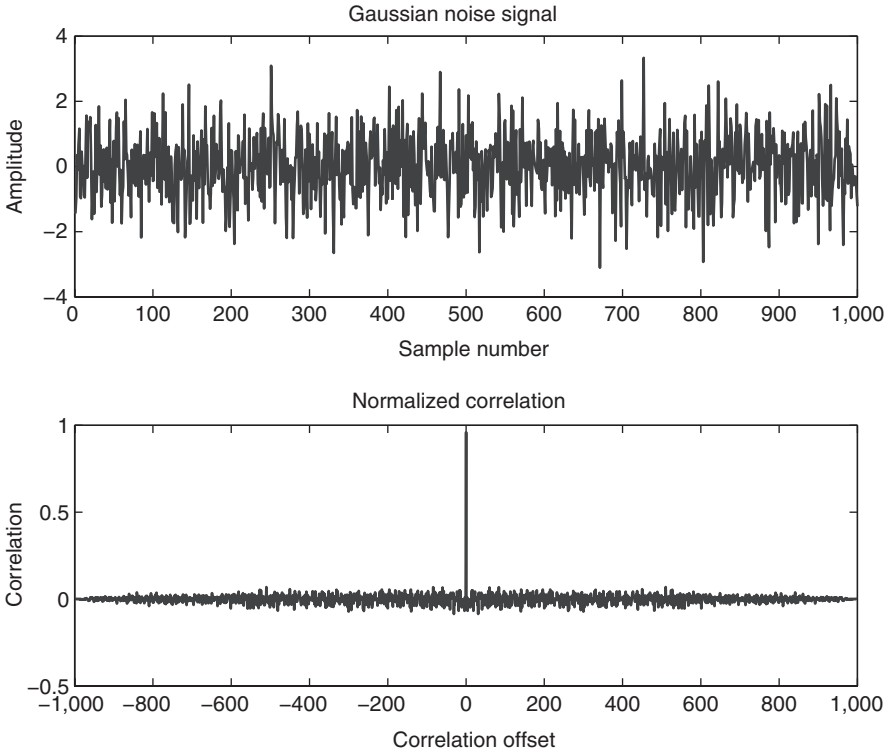 Gaussian noise signal
4
2
0
−2
−4
Amplitude
0 100 200 300 400 500 600 700 800 900 1,000
Sample number
Normalized correlation
1
0.5
0
−0.5
Correlation
−1,000 −800 −600 −400 −200 0 200 400 600 800 1,000
Correlation offset